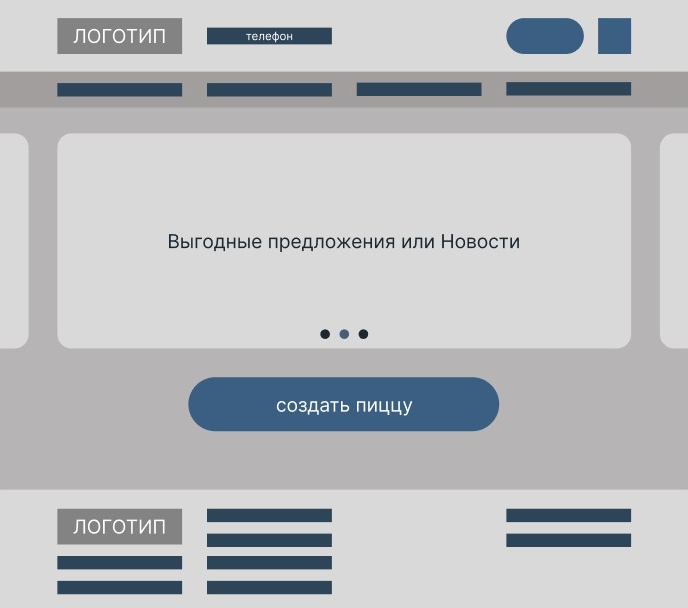 ЛОГОТИП
телефон
Выгодные предложения или Новости
создать пиццу
ЛОГОТИП